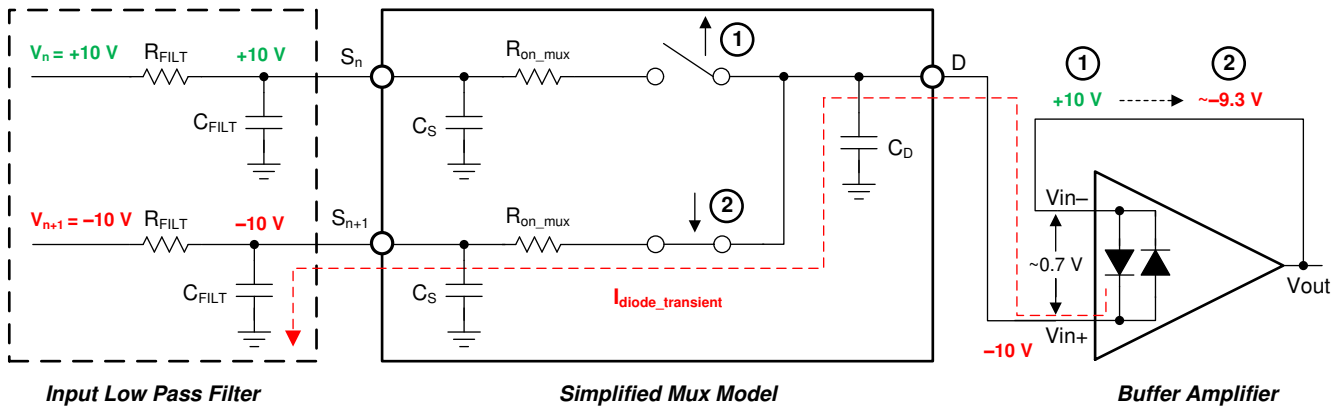 Vn = +10 V
RFILT
+10 V
Sn
Ron_mux
1
D
1
2
+10 V
~–9.3 V
CFILT
CS
CD
Vn+1 = –10 V
RFILT
–10 V
Sn+1
Ron_mux
2
Vin–
~0.7 V
Vout
CFILT
CS
Idiode_transient
Vin+
–10 V
Input Low Pass Filter
Simplified Mux Model
Buffer Amplifier